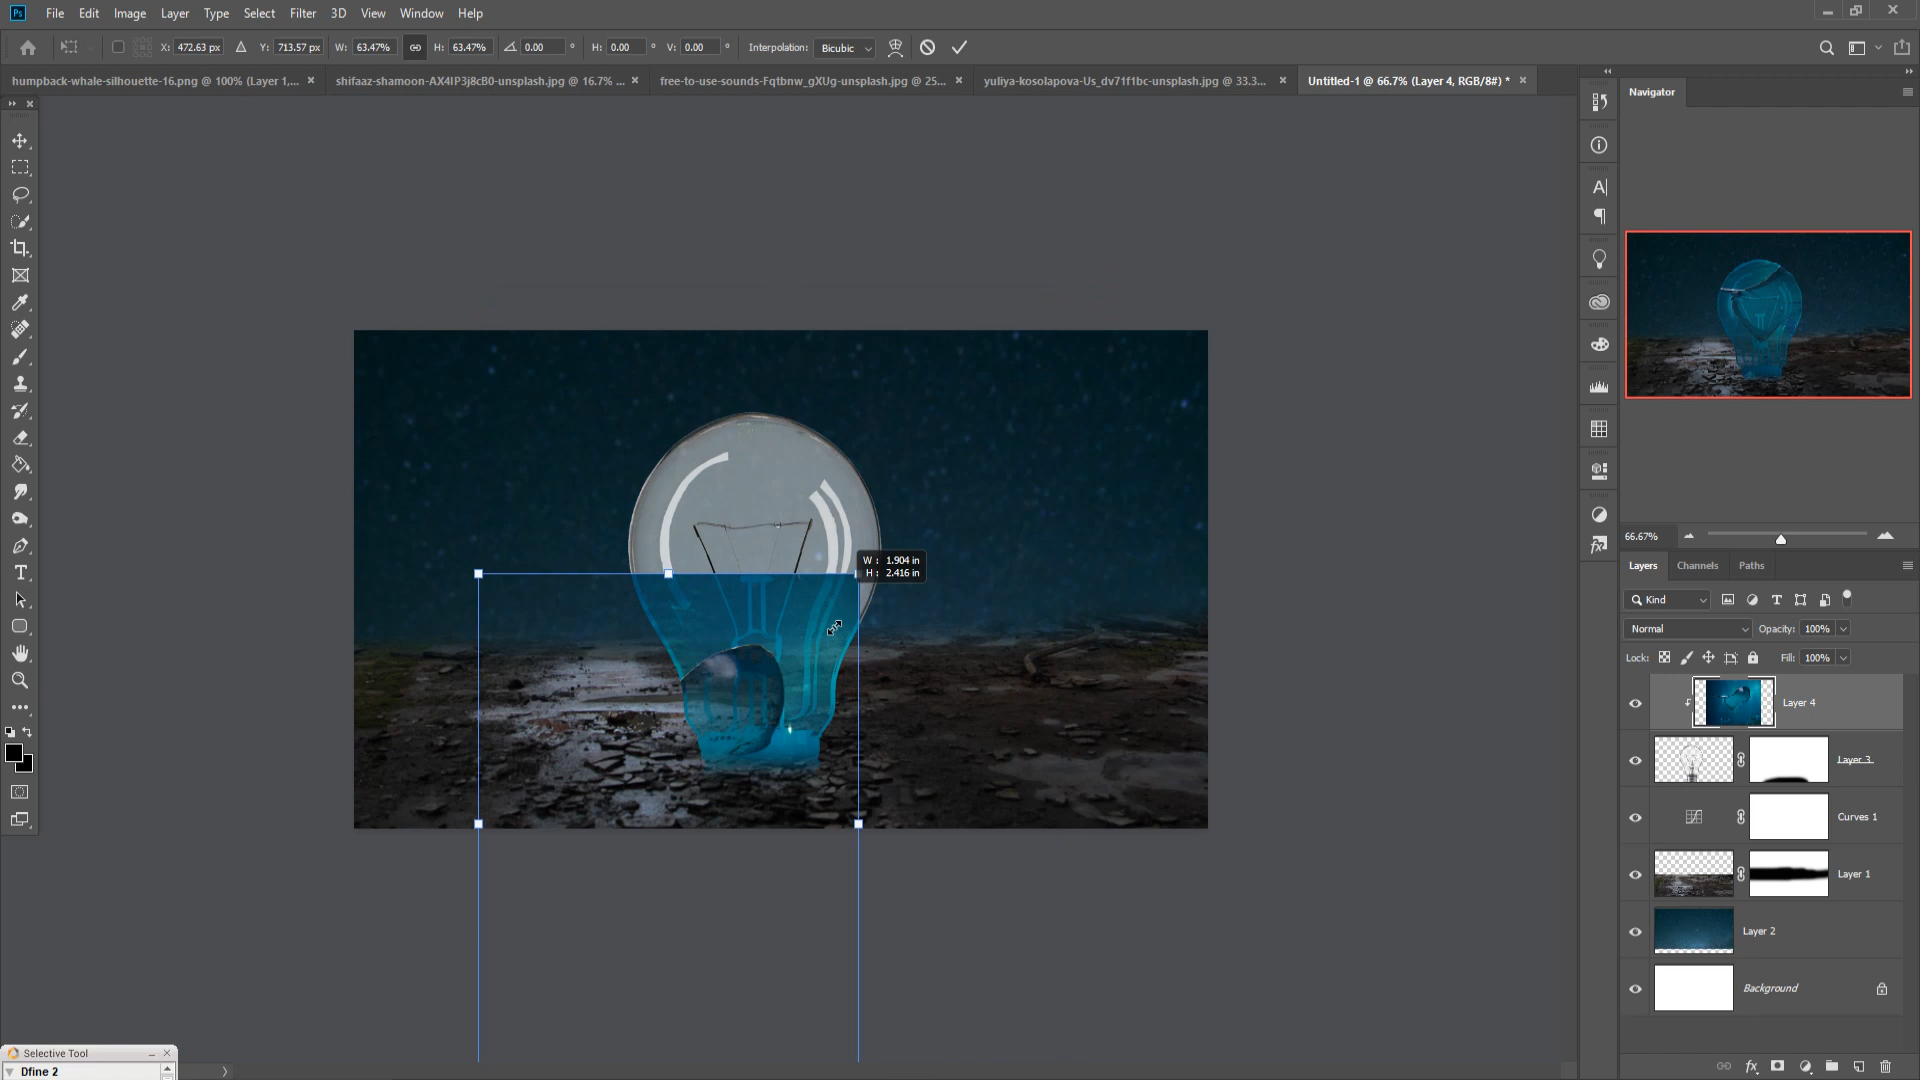 Ps File Edit Image Layer Type Select Filter 3D View Window Help
X: 472.63 px Y: 713.57 px W: 63.47% H: 63.47% 0.00 ° H: 0.00 ° V: 0.00 ° Interpolation: Bicubic
humpback-whale-silhouette-16.png @ 100% (Layer 1,... × shifaaz-shamoon-AX4IP3j8cB0-unsplash.jpg @ 16.7% ... × free-to-use-sounds-Fqtbnw_gXUg-unsplash.jpg @ 25... × yuliya-kosolapova-Us_dv71f1bc-unsplash.jpg @ 33.3... × Untitled-1 @ 66.7% (Layer 4, RGB/8#) * ×
Navigator
W : 1.904 in
H : 2.416 in
66.67%
Layers Channels Paths
Kind
Normal Opacity: 100%
Lock: Fill: 100%
Layer 4
Layer 3
Curves 1
Layer 1
Layer 2
Background
Selective Tool
Dfine 2